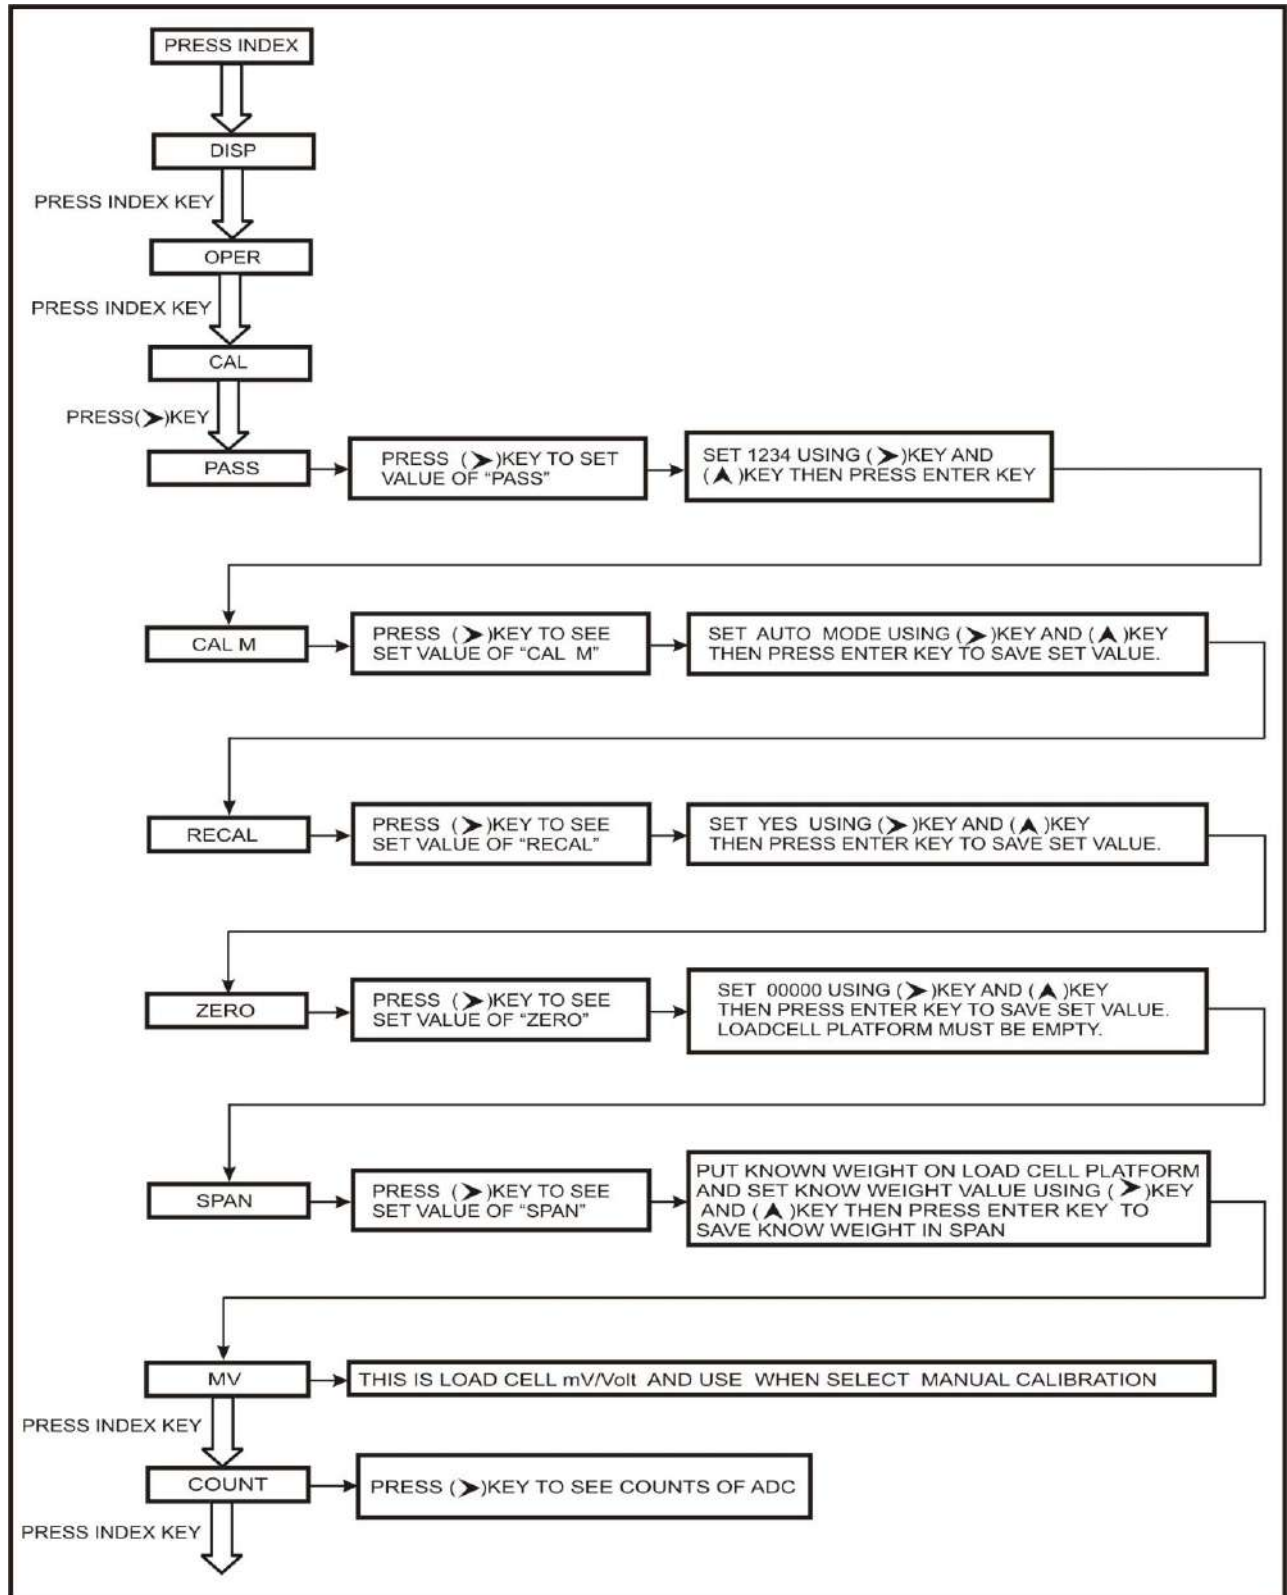 PRESS INDEX
DISP
PRESS INDEX KEY
OPER
PRESS INDEX KEY
CAL
PRESS(➤)KEY
PASS
PRESS (➤)KEY TO SET
VALUE OF "PASS"
SET 1234 USING (➤)KEY AND
(▲)KEY THEN PRESS ENTER KEY
CAL M
PRESS (➤)KEY TO SEE
SET VALUE OF "CAL M"
SET AUTO MODE USING (➤)KEY AND (▲)KEY
THEN PRESS ENTER KEY TO SAVE SET VALUE.
RECAL
PRESS (➤)KEY TO SEE
SET VALUE OF "RECAL"
SET YES USING (➤)KEY AND (▲)KEY
THEN PRESS ENTER KEY TO SAVE SET VALUE.
ZERO
PRESS (➤)KEY TO SEE
SET VALUE OF "ZERO"
SET 00000 USING (➤)KEY AND (▲)KEY
THEN PRESS ENTER KEY TO SAVE SET VALUE.
LOADCELL PLATFORM MUST BE EMPTY.
SPAN
PRESS (➤)KEY TO SEE
SET VALUE OF "SPAN"
PUT KNOWN WEIGHT ON LOAD CELL PLATFORM
AND SET KNOW WEIGHT VALUE USING (➤)KEY
AND (▲)KEY THEN PRESS ENTER KEY TO
SAVE KNOW WEIGHT IN SPAN
MV
THIS IS LOAD CELL mV/Volt AND USE WHEN SELECT MANUAL CALIBRATION
PRESS INDEX KEY
COUNT
PRESS (➤)KEY TO SEE COUNTS OF ADC
PRESS INDEX KEY